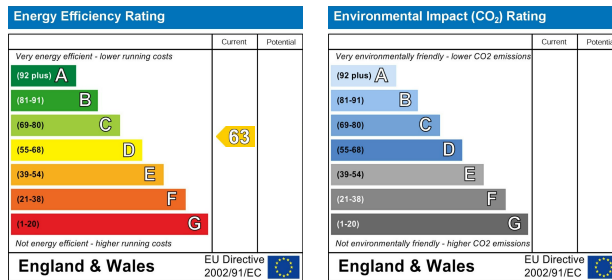 Energy Efficiency Rating
Current Potential
Very energy efficient - lower running costs
(92 plus) A
(81-91) B
(69-80) C
(55-68) D
63
(39-54) E
(21-38) F
(1-20) G
Not energy efficient - higher running costs
England & Wales
EU Directive
2002/91/EC
Environmental Impact (CO₂) Rating
Current Potential
Very environmentally friendly - lower CO2 emissions
(92 plus) A
(81-91) B
(69-80) C
(55-68) D
(39-54) E
(21-38) F
(1-20) G
Not environmentally friendly - higher CO2 emissions
England & Wales
EU Directive
2002/91/EC